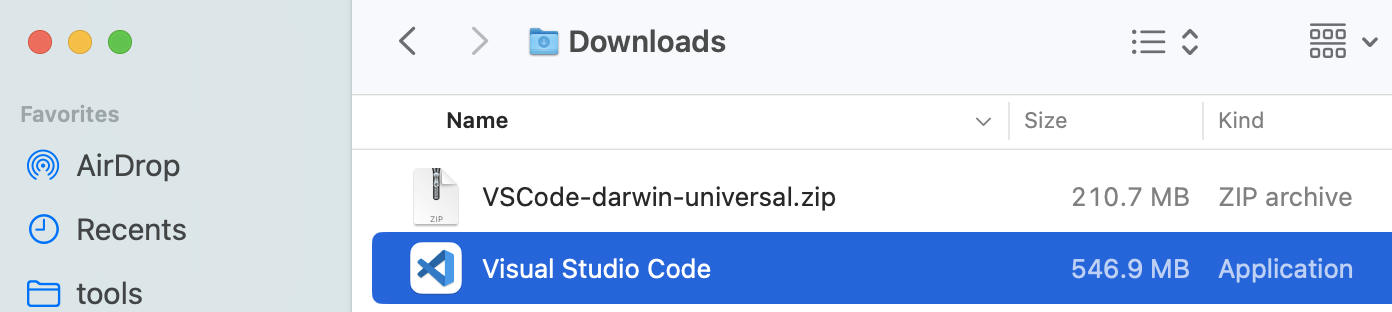 Downloads
Favorites
AirDrop
Recents
tools
Name Size Kind
ZIP
VSCode-darwin-universal.zip 210.7 MB ZIP archive
Visual Studio Code 546.9 MB Application